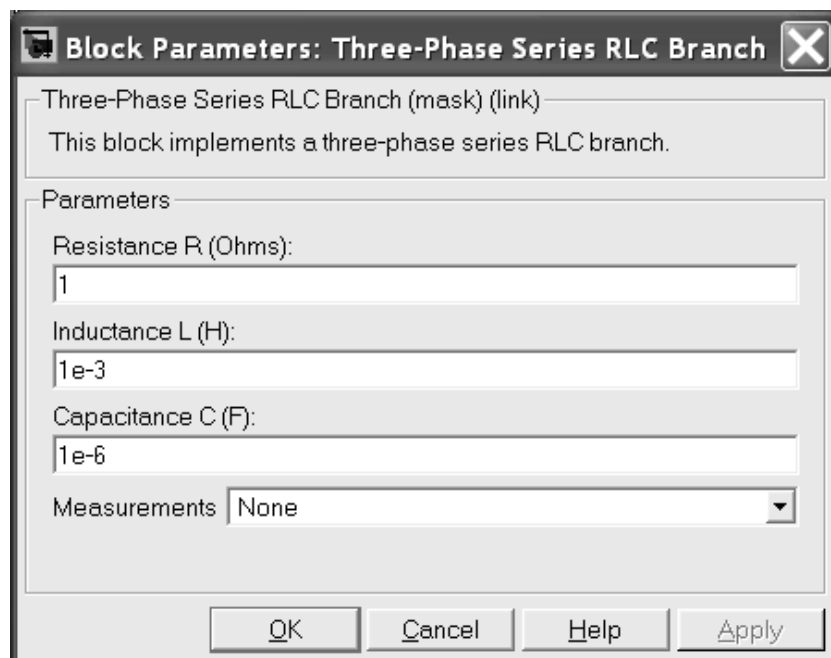 Block Parameters: Three-Phase Series RLC Branch
Three-Phase Series RLC Branch (mask) (link)
This block implements a three-phase series RLC branch.
Parameters
Resistance R (Ohms):
1
Inductance L (H):
1e-3
Capacitance C (F):
1e-6
Measurements None
OK Cancel Help Apply